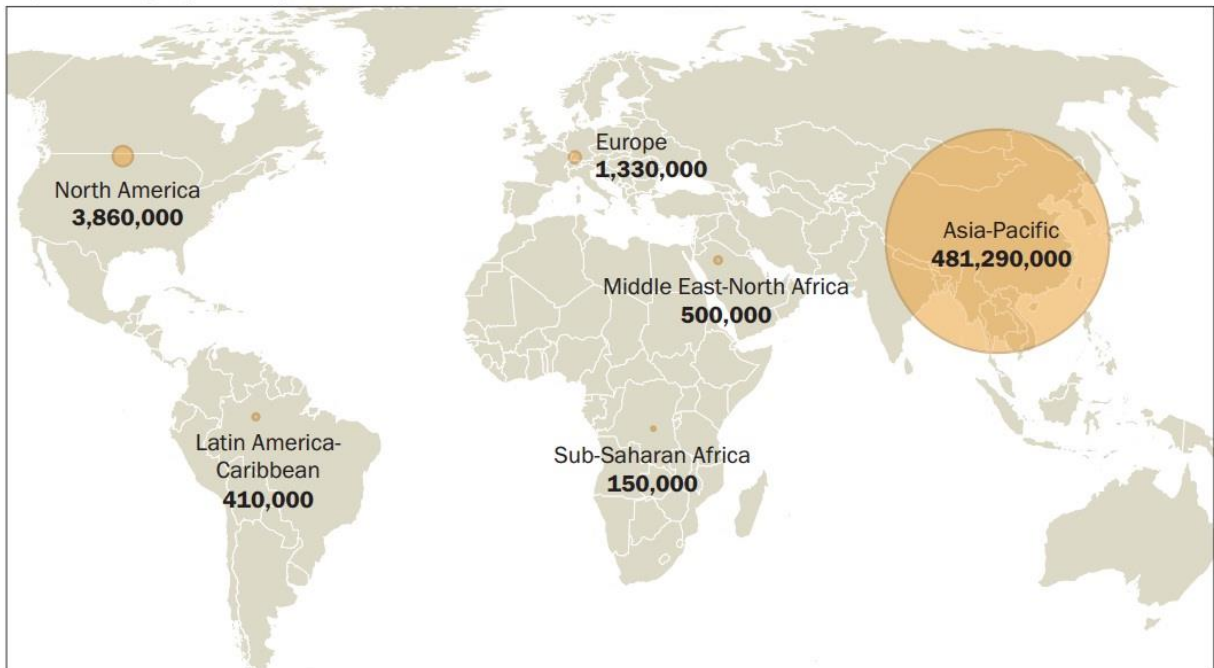 North America
3,860,000
Europe
1,330,000
Asia-Pacific
481,290,000
Middle East-North Africa
500,000
Latin America-
Caribbean
410,000
Sub-Saharan Africa
150,000